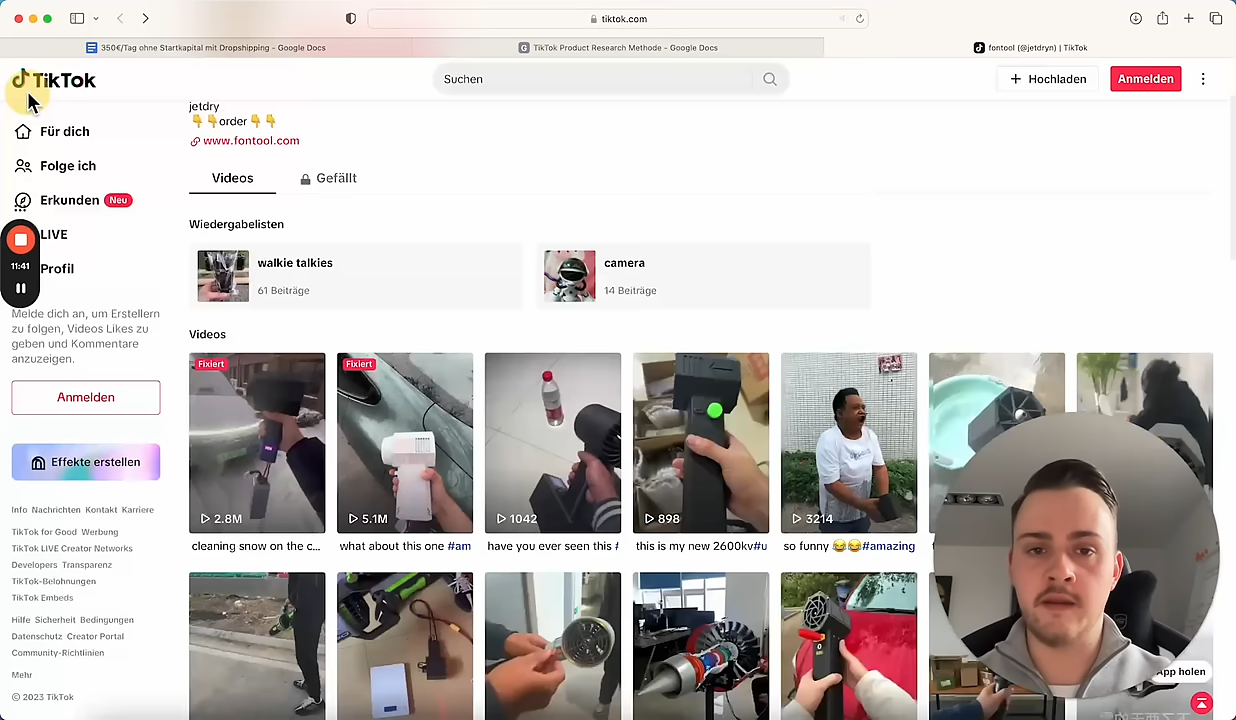 tiktok.com
350€/Tag ohne Startkapital mit Dropshipping - Google Docs
TikTok Product Research Methode - Google Docs
fontool (@jetdryn) | TikTok
TikTok
Suchen
Hochladen
Anmelden
Für dich
Folge ich
Erkunden Neu
LIVE
Profil
11:41
Melde dich an, um Erstellern
zu folgen, Videos Likes zu
geben und Kommentare
anzuzeigen.
Anmelden
Effekte erstellen
Info Nachrichten Kontakt Karriere
TikTok for Good Werbung
TikTok LIVE Creator Networks
Developers Transparenz
TikTok-Belohnungen
TikTok Embeds
Hilfe Sicherheit Bedingungen
Datenschutz Creator Portal
Community-Richtlinien
Mehr
© 2023 TikTok
jetdry
👇👇order👇👇
www.fontool.com
Videos
Gefällt
Wiedergabelisten
walkie talkies
61 Beiträge
camera
14 Beiträge
Videos
Fixiert
2.8M
cleaning snow on the c...
Fixiert
5.1M
what about this one #am
1042
have you ever seen this #
898
this is my new 2600kv#u
3214
so funny 😂😂#amazing
App holen